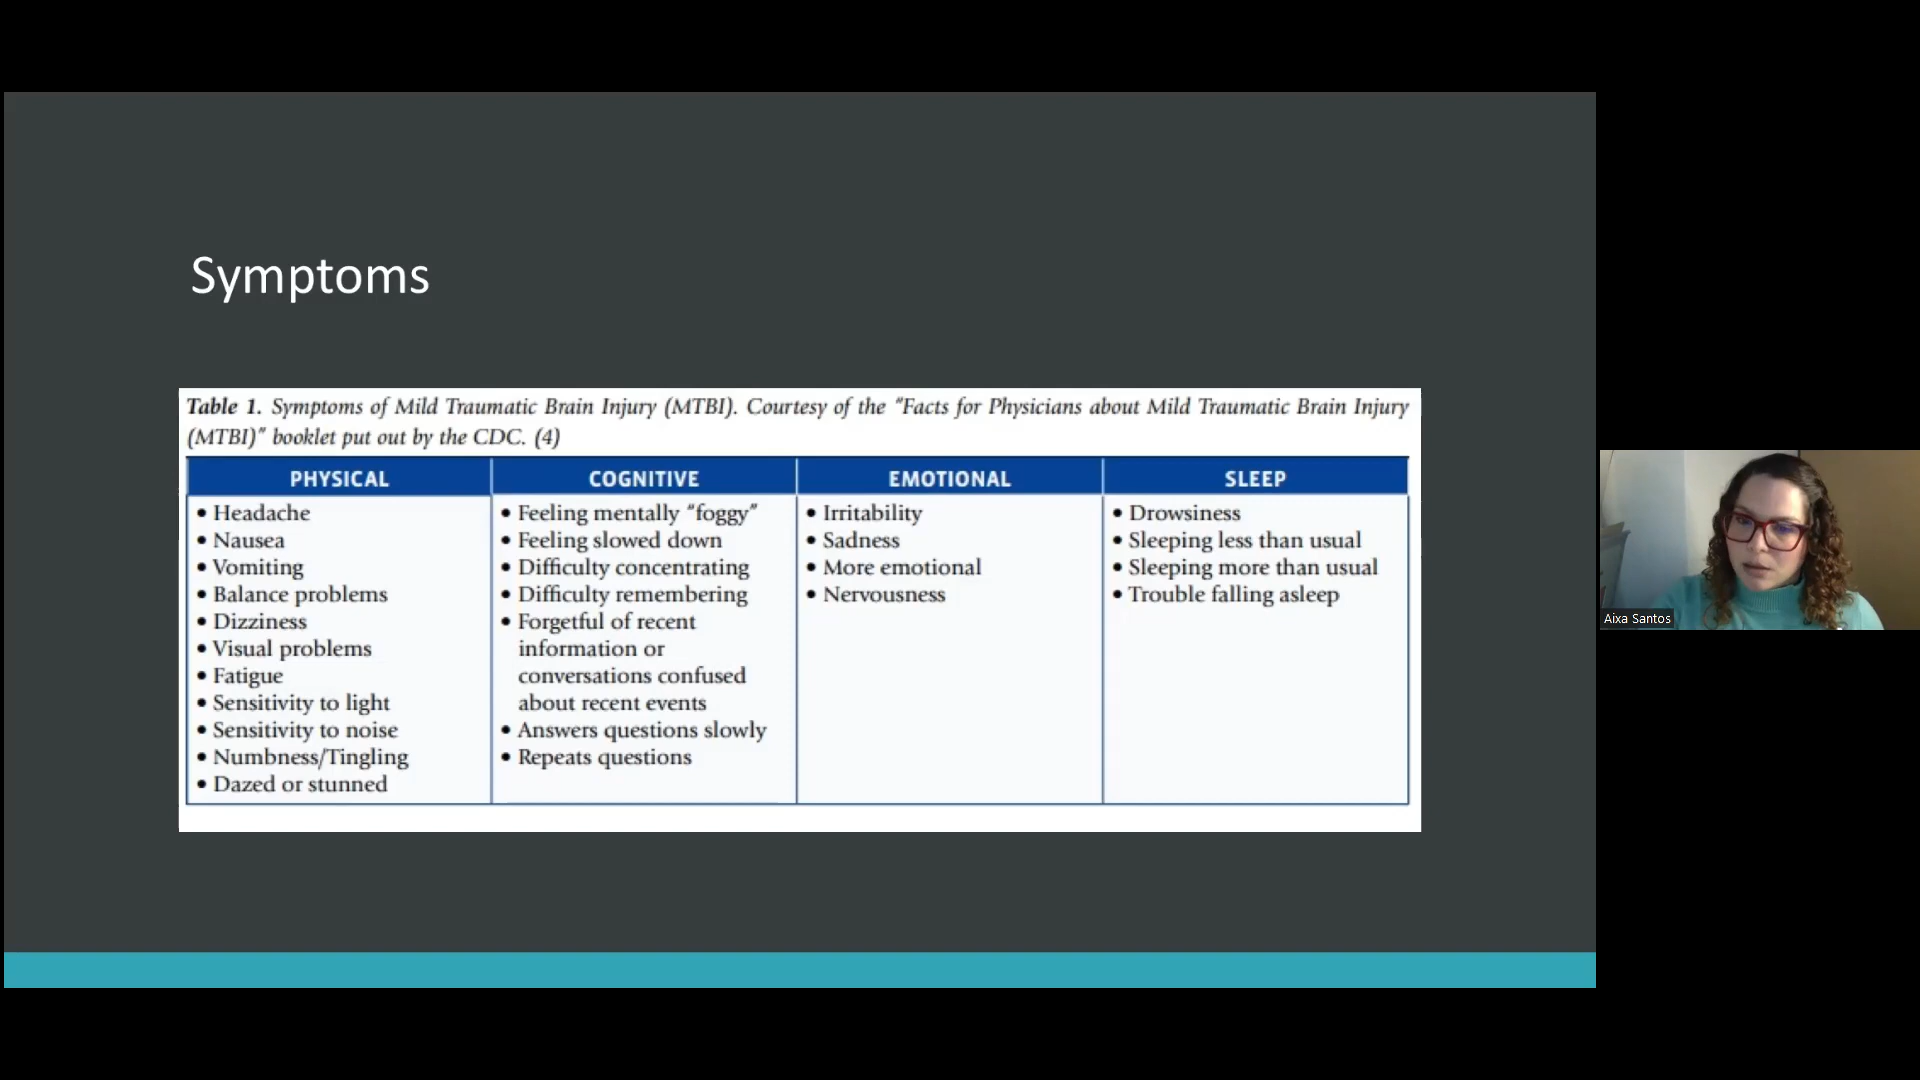 Symptoms
Table 1. Symptoms of Mild Traumatic Brain Injury (MTBI). Courtesy of the "Facts for Physicians about Mild Traumatic Brain Injury
(MTBI)" booklet put out by the CDC. (4)
PHYSICAL
• Headache
• Nausea
• Vomiting
• Balance problems
• Dizziness
• Visual problems
• Fatigue
• Sensitivity to light
• Sensitivity to noise
• Numbness/Tingling
• Dazed or stunned
COGNITIVE
• Feeling mentally "foggy"
• Feeling slowed down
• Difficulty concentrating
• Difficulty remembering
• Forgetful of recent
information or
conversations confused
about recent events
• Answers questions slowly
• Repeats questions
EMOTIONAL
• Irritability
• Sadness
• More emotional
• Nervousness
SLEEP
• Drowsiness
• Sleeping less than usual
• Sleeping more than usual
• Trouble falling asleep
Aixa Santos